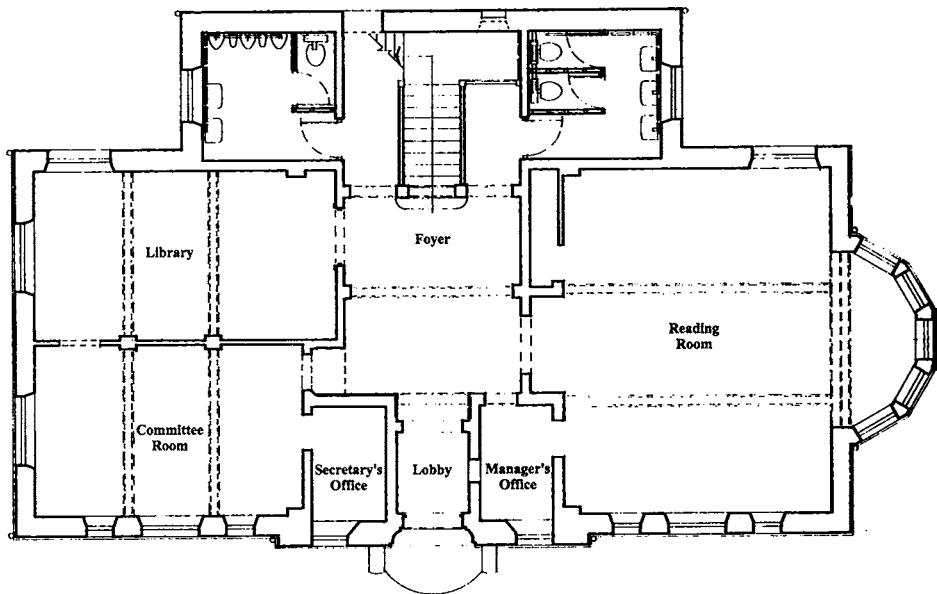 Library
Foyer
Reading
Room
Committee
Room
Secretary's
Office
Lobby
Manager's
Office